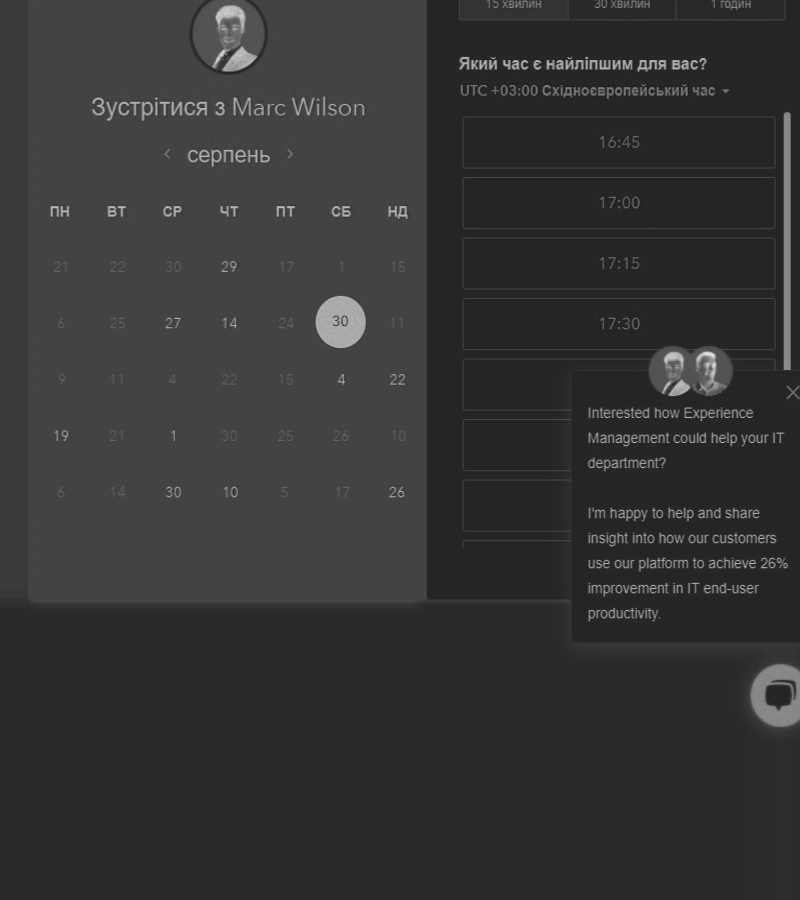 15 хвилин 30 хвилин 1 годин
Зустрітися з Marc Wilson
серпень
ПН ВТ СР ЧТ ПТ СБ НД
21 22 30 29 17 1 15
6 25 27 14 24 30 11
9 11 4 22 15 4 22
19 21 1 30 25 26 10
6 14 30 10 5 17 26
Який час є найліпшим для вас?
UTC +03:00 Східноєвропейський час
16:45
17:00
17:15
17:30
Interested how Experience
Management could help your IT
department?
I'm happy to help and share
insight into how our customers
use our platform to achieve 26%
improvement in IT end-user
productivity.